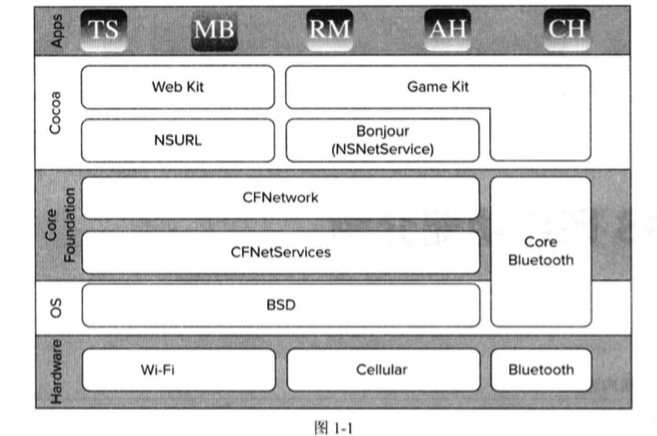 Apps
TS
MB
RM
AH
CH
Cocoa
Web Kit
Game Kit
NSURL
Bonjour
(NSNetService)
Core
Foundation
CFNetwork
CFNetServices
Core
Bluetooth
OS
BSD
Hardware
Wi-Fi
Cellular
Bluetooth
图 1-1